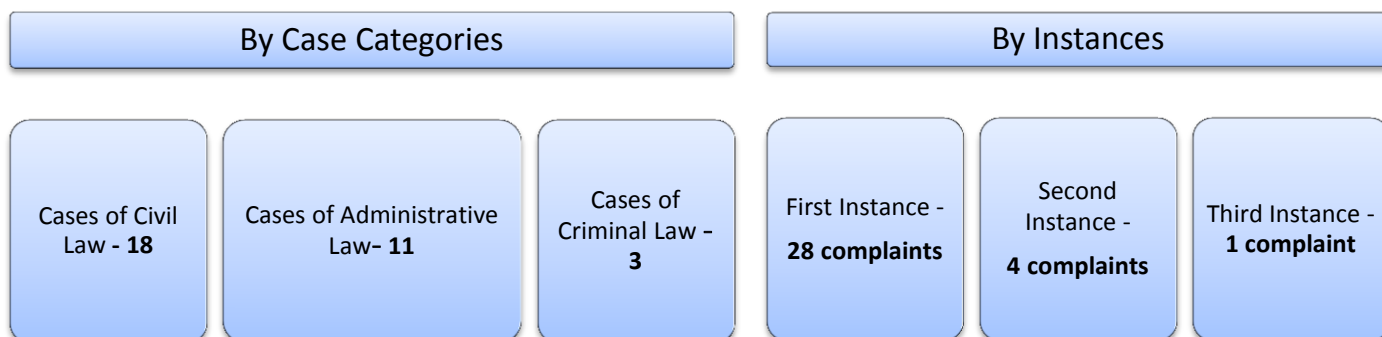 By Case Categories
By Instances
Cases of Civil
Law - 18
Cases of Administrative
Law– 11
Cases of
Criminal Law –
3
First Instance -
28 complaints
Second
Instance -
4 complaints
Third Instance -
1 complaint